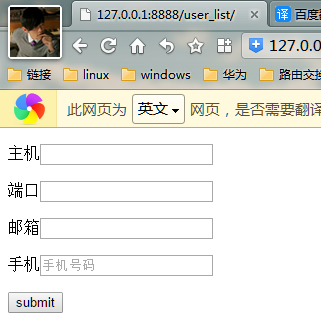 127.0.0.1:8888/user_list/
译 百度
127.0.
链接 linux windows 华为 路由交换
此网页为 英文 网页，是否需要翻译
主机
端口
邮箱
手机 手机号码
submit